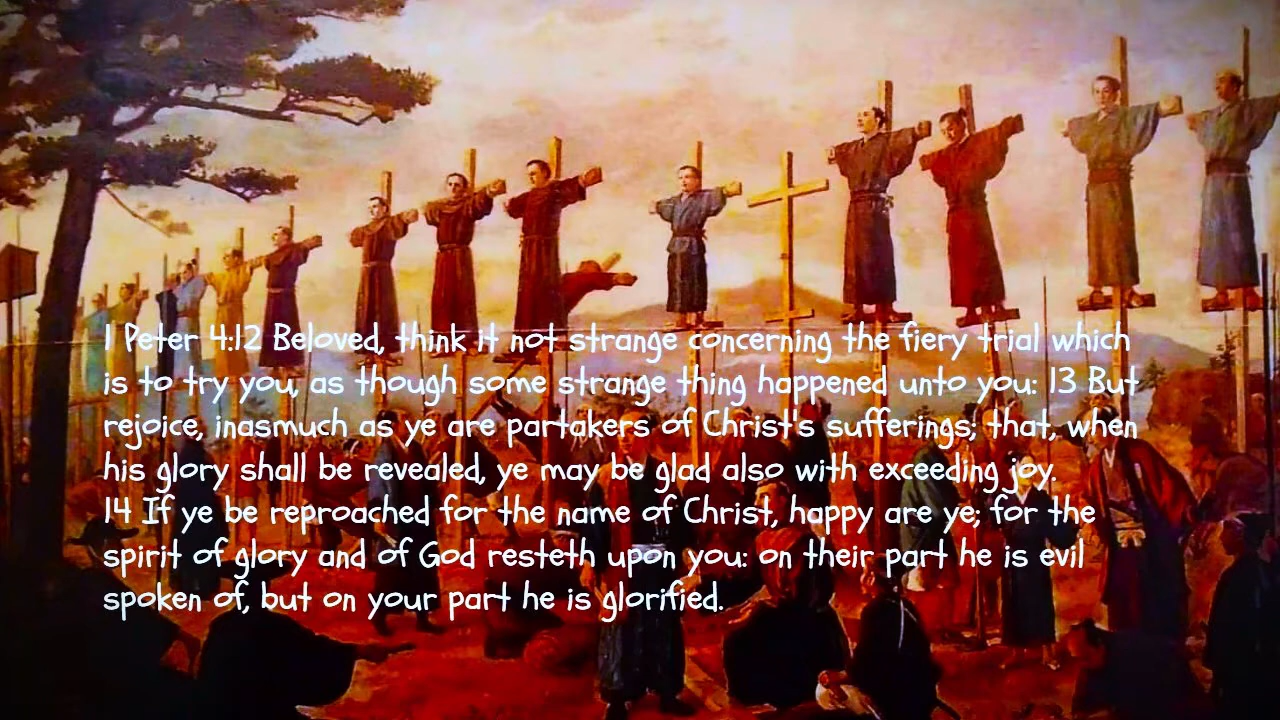 1 Peter 4:12 Beloved, think it not strange concerning the fiery trial which
is to try you, as though some strange thing happened unto you: 13 But
rejoice, inasmuch as ye are partakers of Christ's sufferings; that, when
his glory shall be revealed, ye may be glad also with exceeding joy.
14 If ye be reproached for the name of Christ, happy are ye; for the
spirit of glory and of God resteth upon you: on their part he is evil
spoken of, but on your part he is glorified.